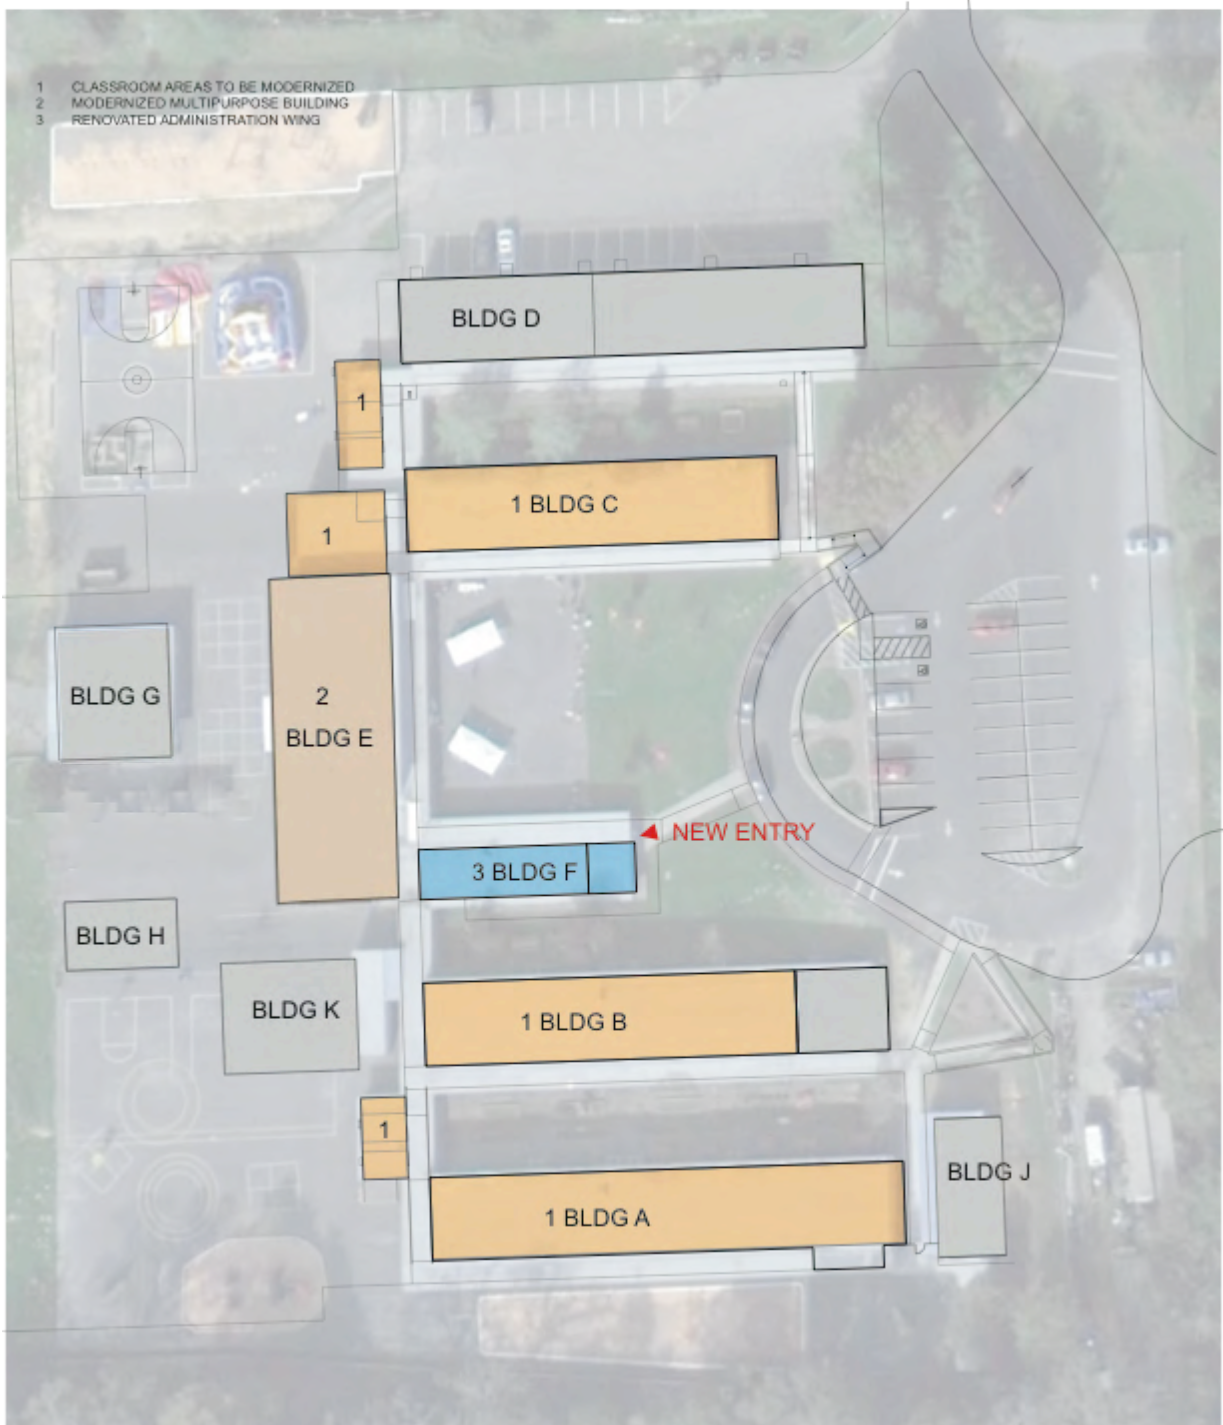 1 CLASSROOM AREAS TO BE MODERNIZED
2 MODERNIZED MULTIPURPOSE BUILDING
3 RENOVATED ADMINISTRATION WING
BLDG D
1
1 BLDG C
1
BLDG G
2
BLDG E
NEW ENTRY
3 BLDG F
BLDG H
BLDG K
1 BLDG B
1
BLDG J
1 BLDG A